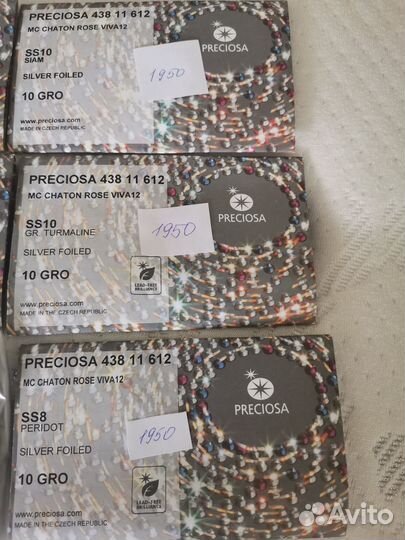 PRECIOSA 438 11 612
MC CHATON ROSE VIVA12
SS10
SIAM
SILVER FOILED
10 GRO
www.preciosa.com
MADE IN CZECH REPUBLIC
1950
PRECIOSA
PRECIOSA 438 11 612
MC CHATON ROSE VIVA12
SS10
GR. TURMALINE
SILVER FOILED
10 GRO
www.preciosa.com
MADE IN THE CZECH REPUBLIC
1950
LEAD-FREE
BRILLIANCE
PRECIOSA
PRECIOSA 438 11 612
MC CHATON ROSE VIVA12
SS8
PERIDOT
SILVER FOILED
10 GRO
www.preciosa.com
MADE IN THE CZECH REPUBLIC
1950
LEAD-FREE
BRILLIANCE
PRECIOSA
Avito